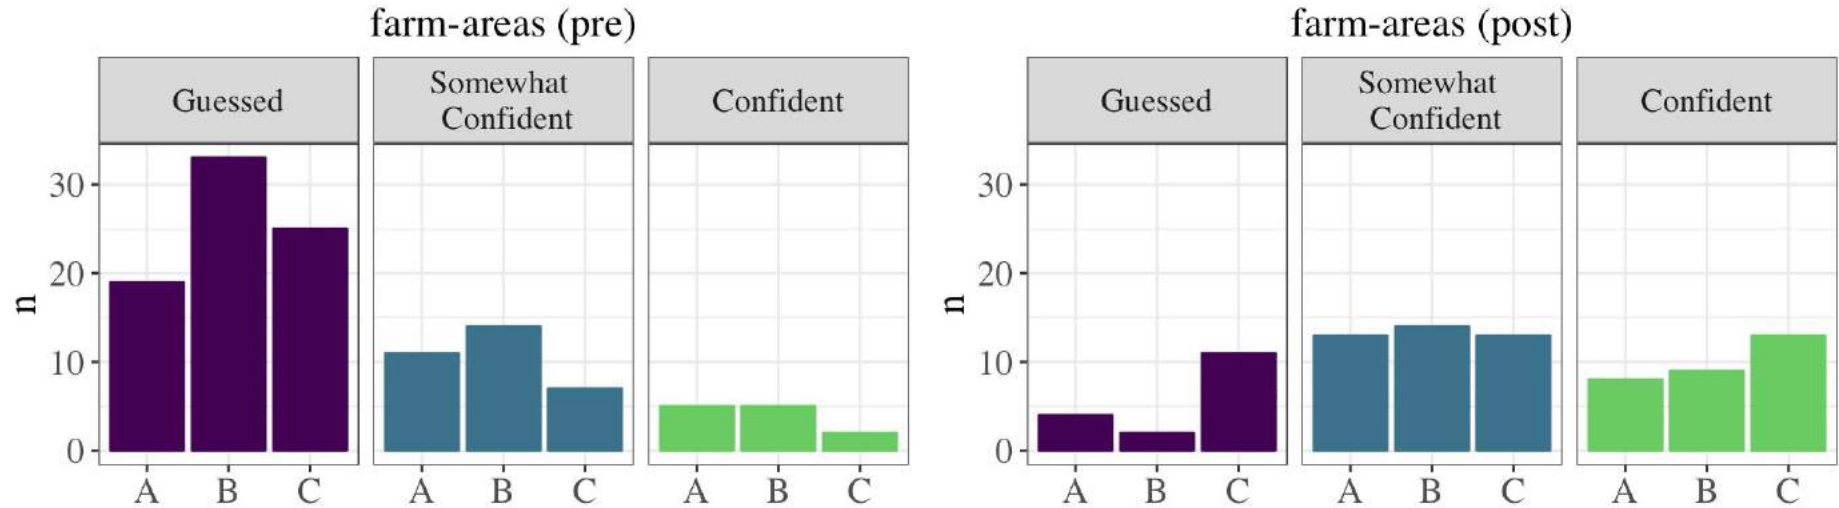 farm-areas (pre)
Guessed
Somewhat
Confident
Confident
n
30
20
10
0
A B C
A B C
A B C
farm-areas (post)
Guessed
Somewhat
Confident
Confident
n
30
20
10
0
A B C
A B C
A B C